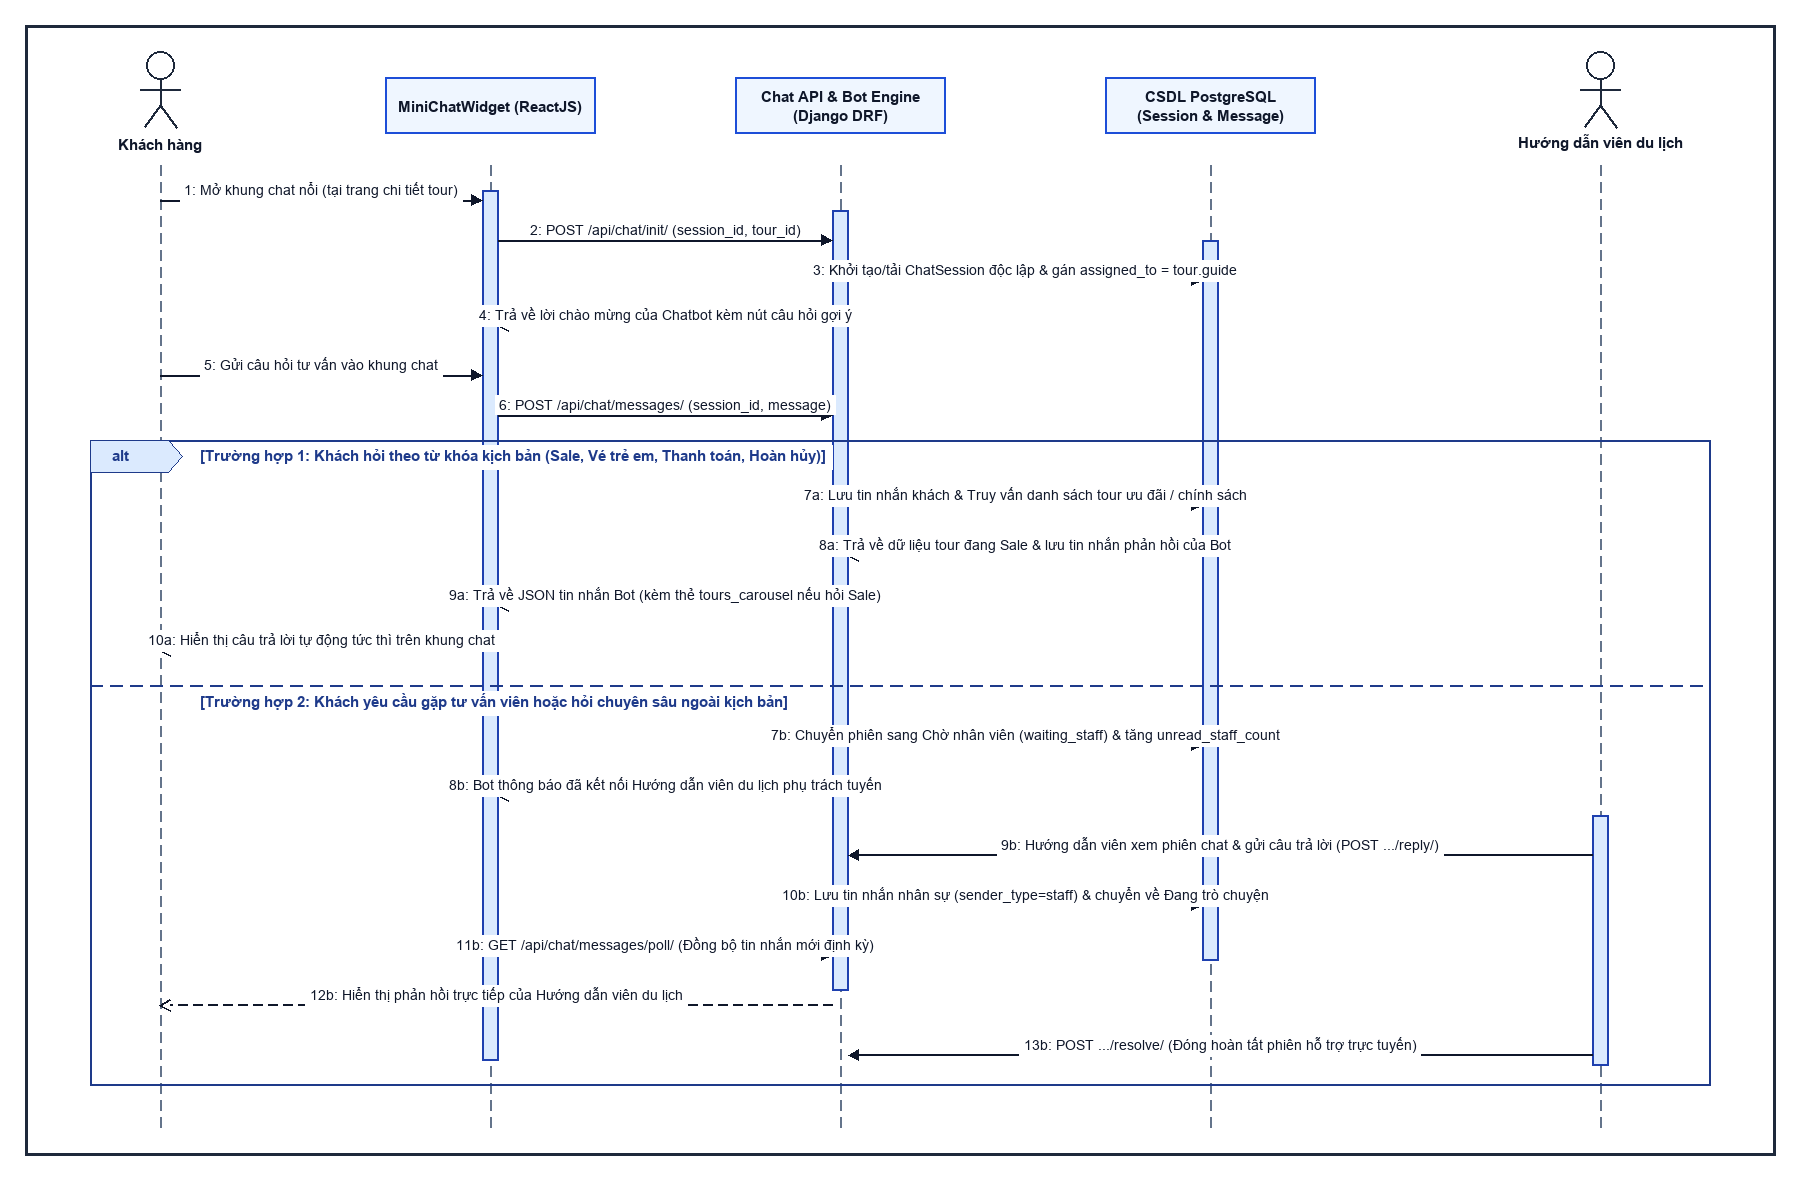 Khách hàng
MiniChatWidget (ReactJS)
Chat API & Bot Engine
(Django DRF)
CSDL PostgreSQL
(Session & Message)
Hướng dẫn viên du lịch
1: Mở khung chat nổi (tại trang chi tiết tour)
2: POST /api/chat/init/ (session_id, tour_id)
3: Khởi tạo/tải ChatSession độc lập & gán assigned_to = tour.guide
4: Trả về lời chào mừng của Chatbot kèm nút câu hỏi gợi ý
5: Gửi câu hỏi tư vấn vào khung chat
6: POST /api/chat/messages/ (session_id, message)
alt
[Trường hợp 1: Khách hỏi theo từ khóa kịch bản (Sale, Vé trẻ em, Thanh toán, Hoàn hủy)]
7a: Lưu tin nhắn khách & Truy vấn danh sách tour ưu đãi / chính sách
8a: Trả về dữ liệu tour đang Sale & lưu tin nhắn phản hồi của Bot
9a: Trả về JSON tin nhắn Bot (kèm thẻ tours_carousel nếu hỏi Sale)
10a: Hiển thị câu trả lời tự động tức thì trên khung chat
[Trường hợp 2: Khách yêu cầu gặp tư vấn viên hoặc hỏi chuyên sâu ngoài kịch bản]
7b: Chuyển phiên sang Chờ nhân viên (waiting_staff) & tăng unread_staff_count
8b: Bot thông báo đã kết nối Hướng dẫn viên du lịch phụ trách tuyến
9b: Hướng dẫn viên xem phiên chat & gửi câu trả lời (POST .../reply/)
10b: Lưu tin nhắn nhân sự (sender_type=staff) & chuyển về Đang trò chuyện
11b: GET /api/chat/messages/poll/ (Đồng bộ tin nhắn mới định kỳ)
12b: Hiển thị phản hồi trực tiếp của Hướng dẫn viên du lịch
13b: POST .../resolve/ (Đóng hoàn tất phiên hỗ trợ trực tuyến)